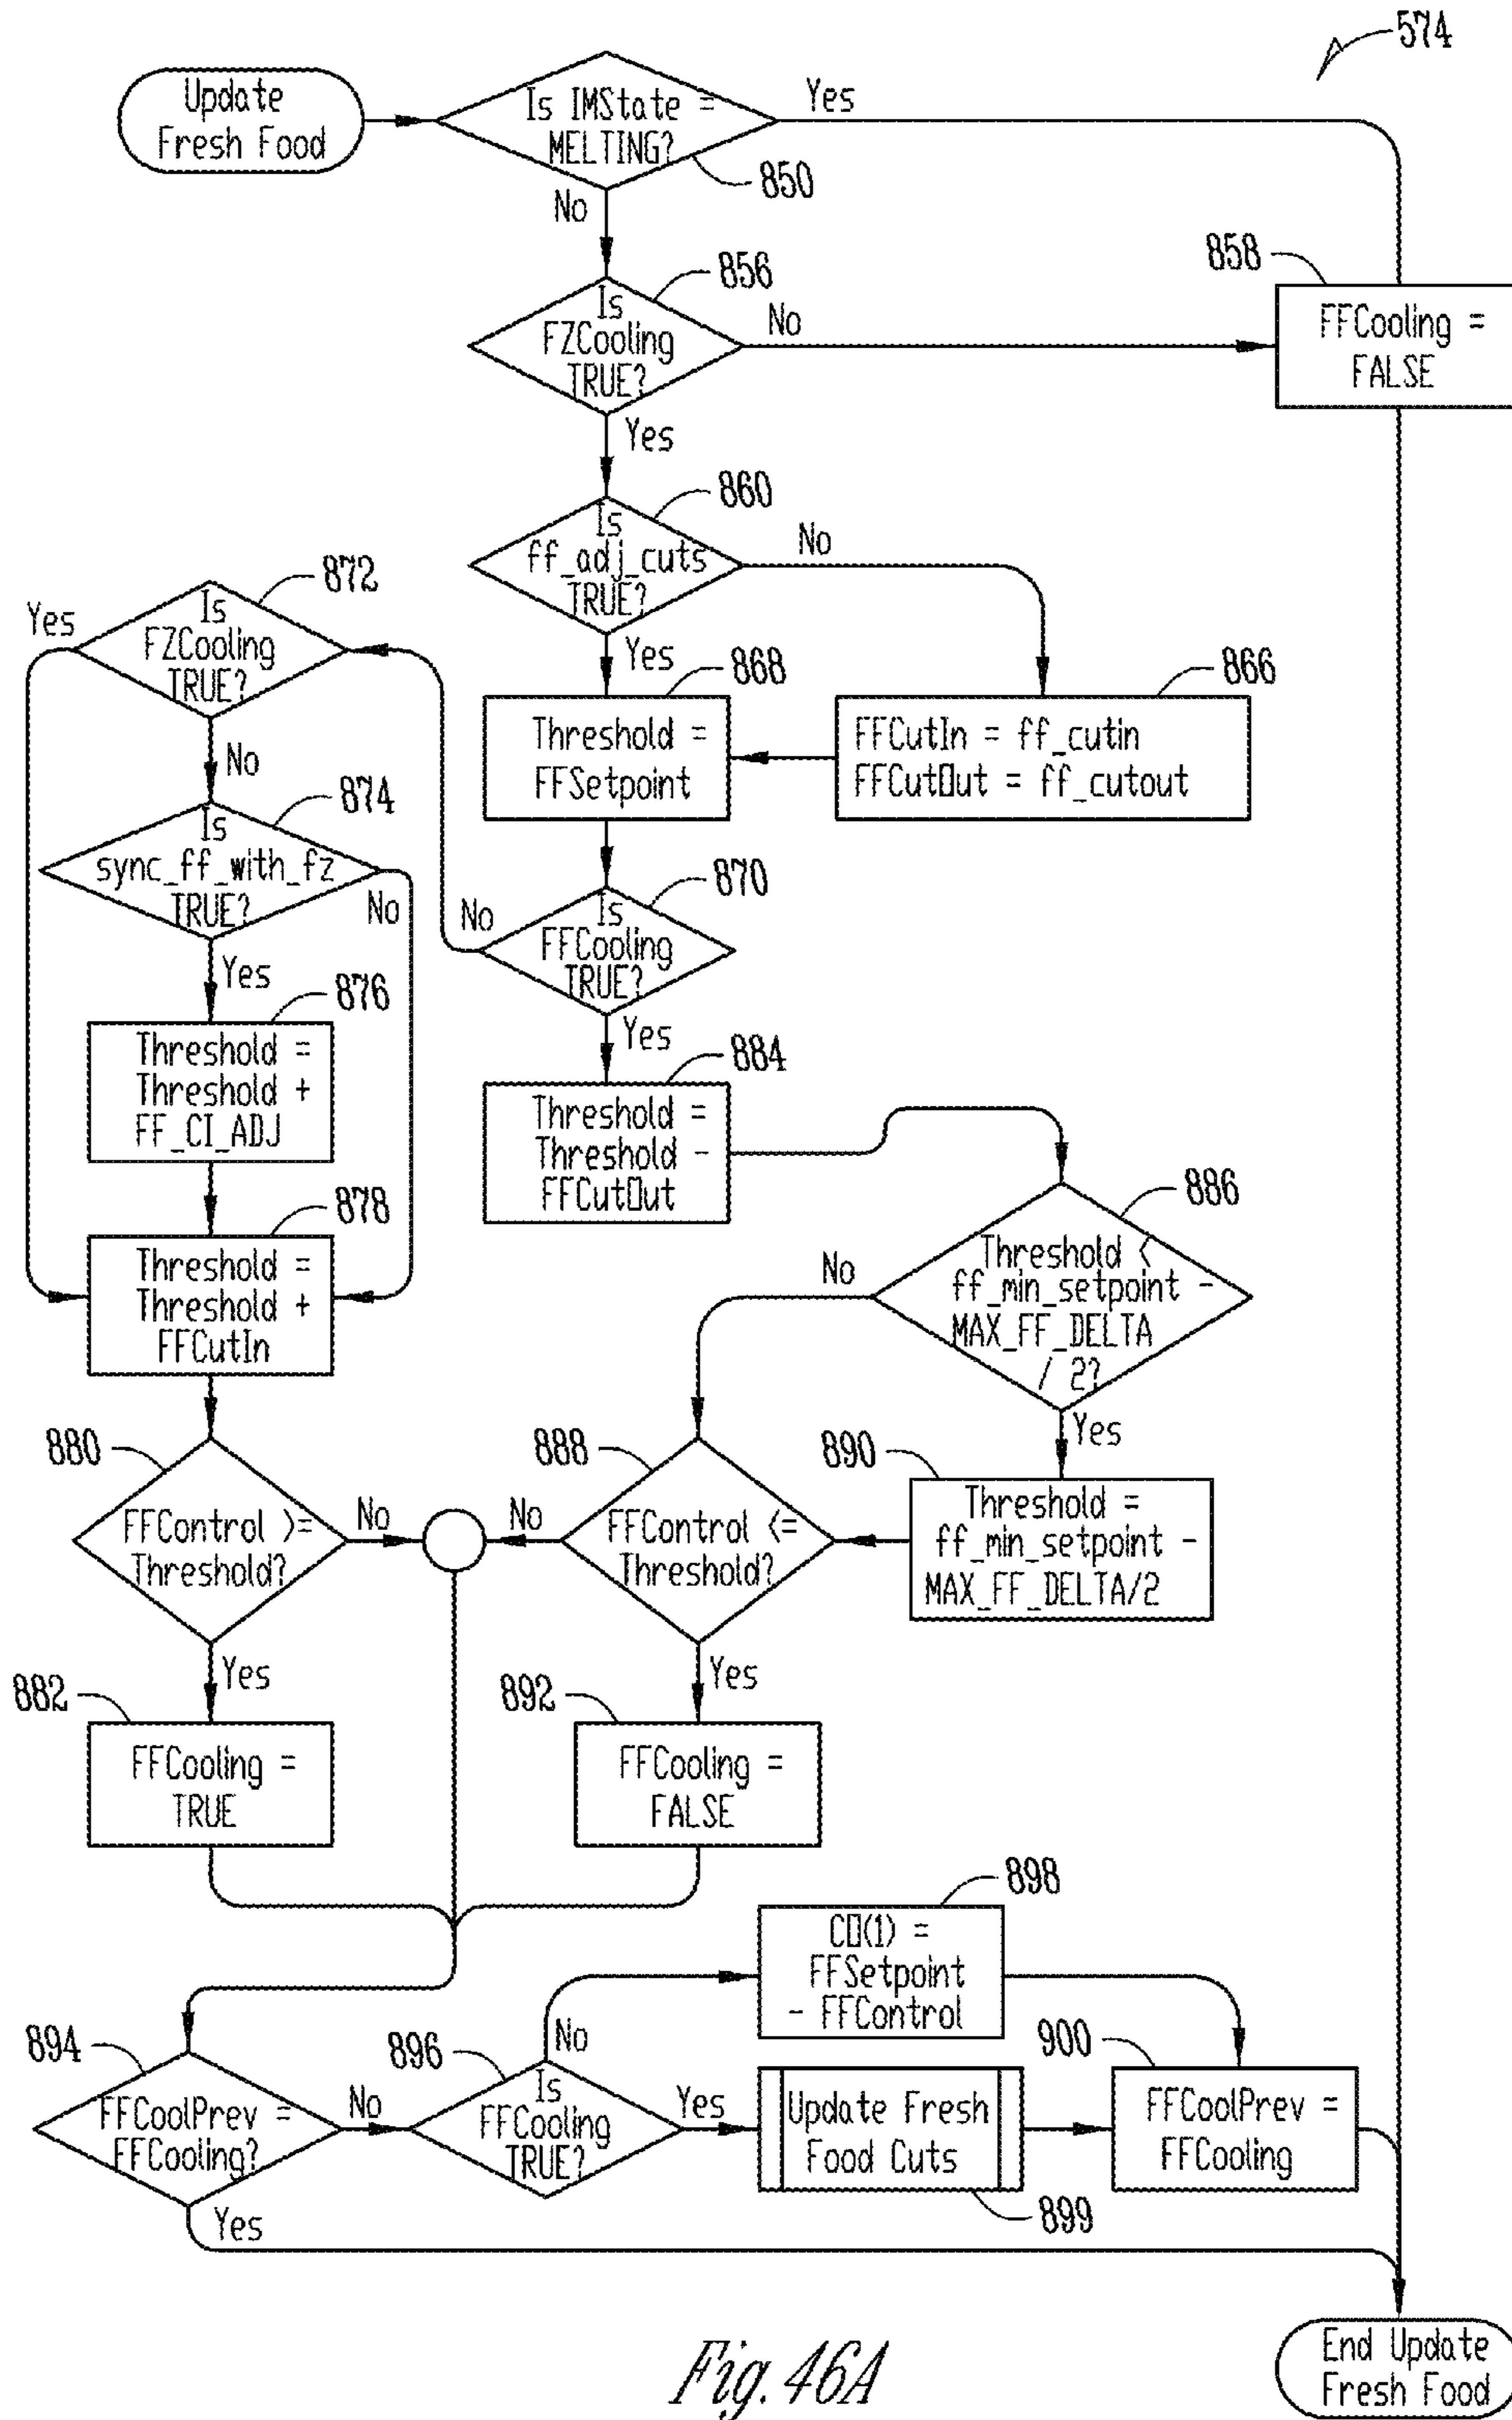 574
Update
Fresh Food
Is IMState =
MELTING?
850
Yes
No
856
Is
FZCooling
TRUE?
No
Yes
858
FFCooling =
FALSE
860
Is
ff_adj_cuts
TRUE?
No
Yes
868
Threshold =
FFSetpoint
866
FFCutIn = ff_cutin
FFCutOut = ff_cutout
872
Is
FZCooling
TRUE?
Yes
No
874
Is
sync_ff_with_fz
TRUE?
No
Yes
870
Is
FFCooling
TRUE?
No
Yes
876
Threshold =
Threshold +
FF_CI_ADJ
884
Threshold =
Threshold -
FFCutOut
878
Threshold =
Threshold +
FFCutIn
886
Threshold <
ff_min_setpoint -
MAX_FF_DELTA
/ 2?
No
Yes
880
FFControl >=
Threshold?
No
Yes
888
FFControl <=
Threshold?
No
Yes
890
Threshold =
ff_min_setpoint -
MAX_FF_DELTA/2
882
FFCooling =
TRUE
892
FFCooling =
FALSE
898
CO(1) =
FFSetpoint
- FFControl
894
FFCoolPrev =
FFCooling?
No
Yes
896
Is
FFCooling
TRUE?
No
Yes
Update Fresh
Food Cuts
899
900
FFCoolPrev =
FFCooling
End Update
Fresh Food
Fig. 46A